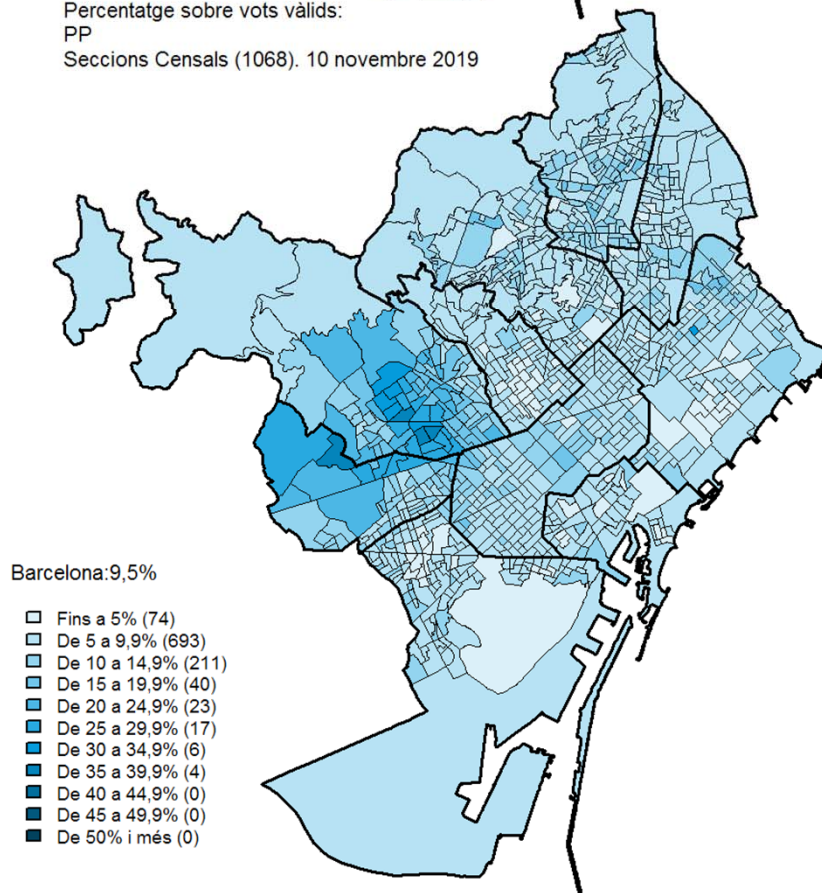 Percentatge sobre vots vàlids:
PP
Seccions Censals (1068). 10 novembre 2019
Barcelona:9,5%
Fins a 5% (74)
De 5 a 9,9% (693)
De 10 a 14,9% (211)
De 15 a 19,9% (40)
De 20 a 24,9% (23)
De 25 a 29,9% (17)
De 30 a 34,9% (6)
De 35 a 39,9% (4)
De 40 a 44,9% (0)
De 45 a 49,9% (0)
De 50% i més (0)